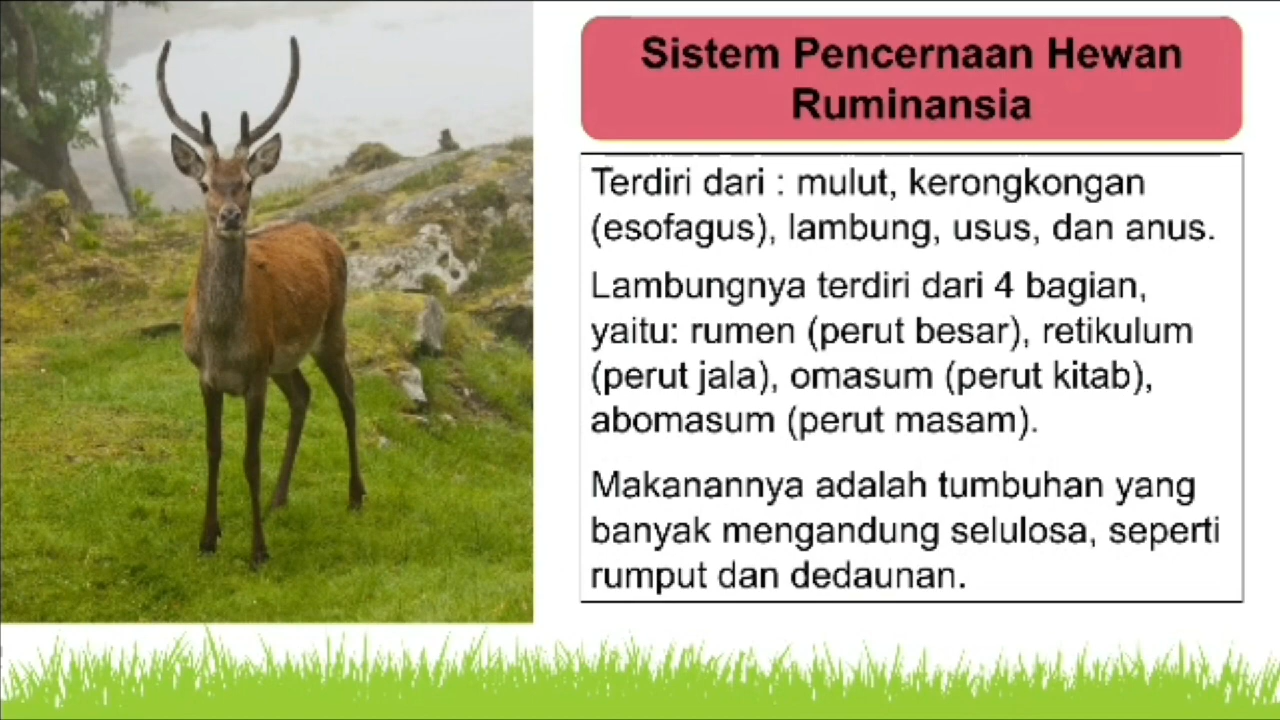 Sistem Pencernaan Hewan
Ruminansia
Terdiri dari : mulut, kerongkongan
(esofagus), lambung, usus, dan anus.
Lambungnya terdiri dari 4 bagian,
yaitu: rumen (perut besar), retikulum
(perut jala), omasum (perut kitab),
abomasum (perut masam).
Makanannya adalah tumbuhan yang
banyak mengandung selulosa, seperti
rumput dan dedaunan.